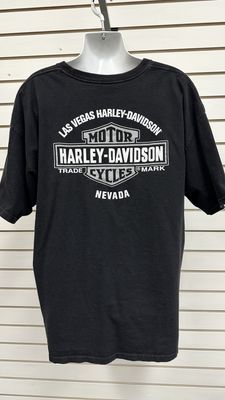 LAS VEGAS HARLEY-DAVIDSON
MOTOR
HARLEY-DAVIDSON
TRADE MARK
CYCLES
NEVADA